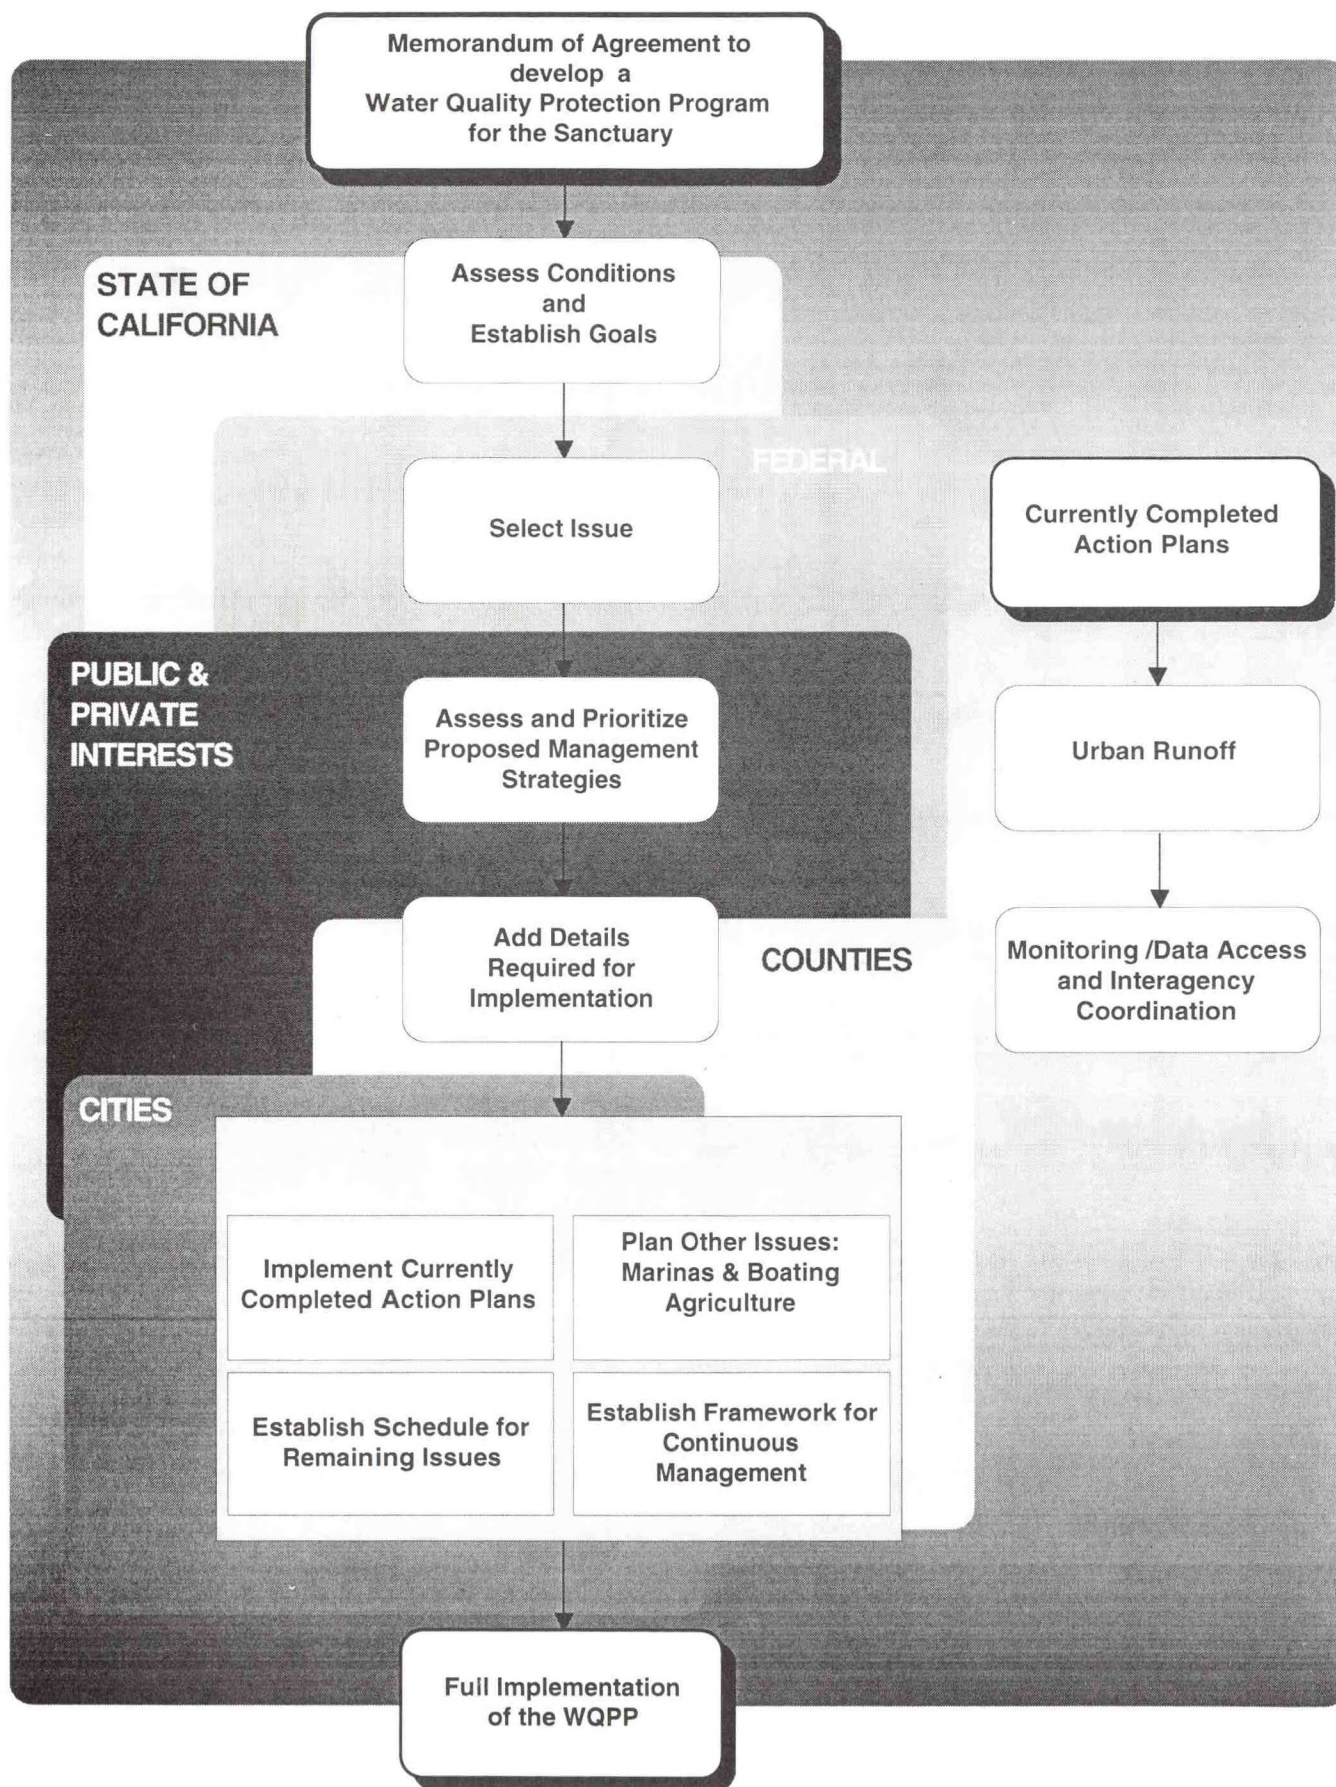 Memorandum of Agreement to
develop a
Water Quality Protection Program
for the Sanctuary
STATE OF
CALIFORNIA
Assess Conditions
and
Establish Goals
FEDERAL
Select Issue
Currently Completed
Action Plans
PUBLIC &
PRIVATE
INTERESTS
Assess and Prioritize
Proposed Management
Strategies
Urban Runoff
Add Details
Required for
Implementation
COUNTIES
Monitoring /Data Access
and Interagency
Coordination
CITIES
Implement Currently
Completed Action Plans
Plan Other Issues:
Marinas & Boating
Agriculture
Establish Schedule for
Remaining Issues
Establish Framework for
Continuous
Management
Full Implementation
of the WQPP